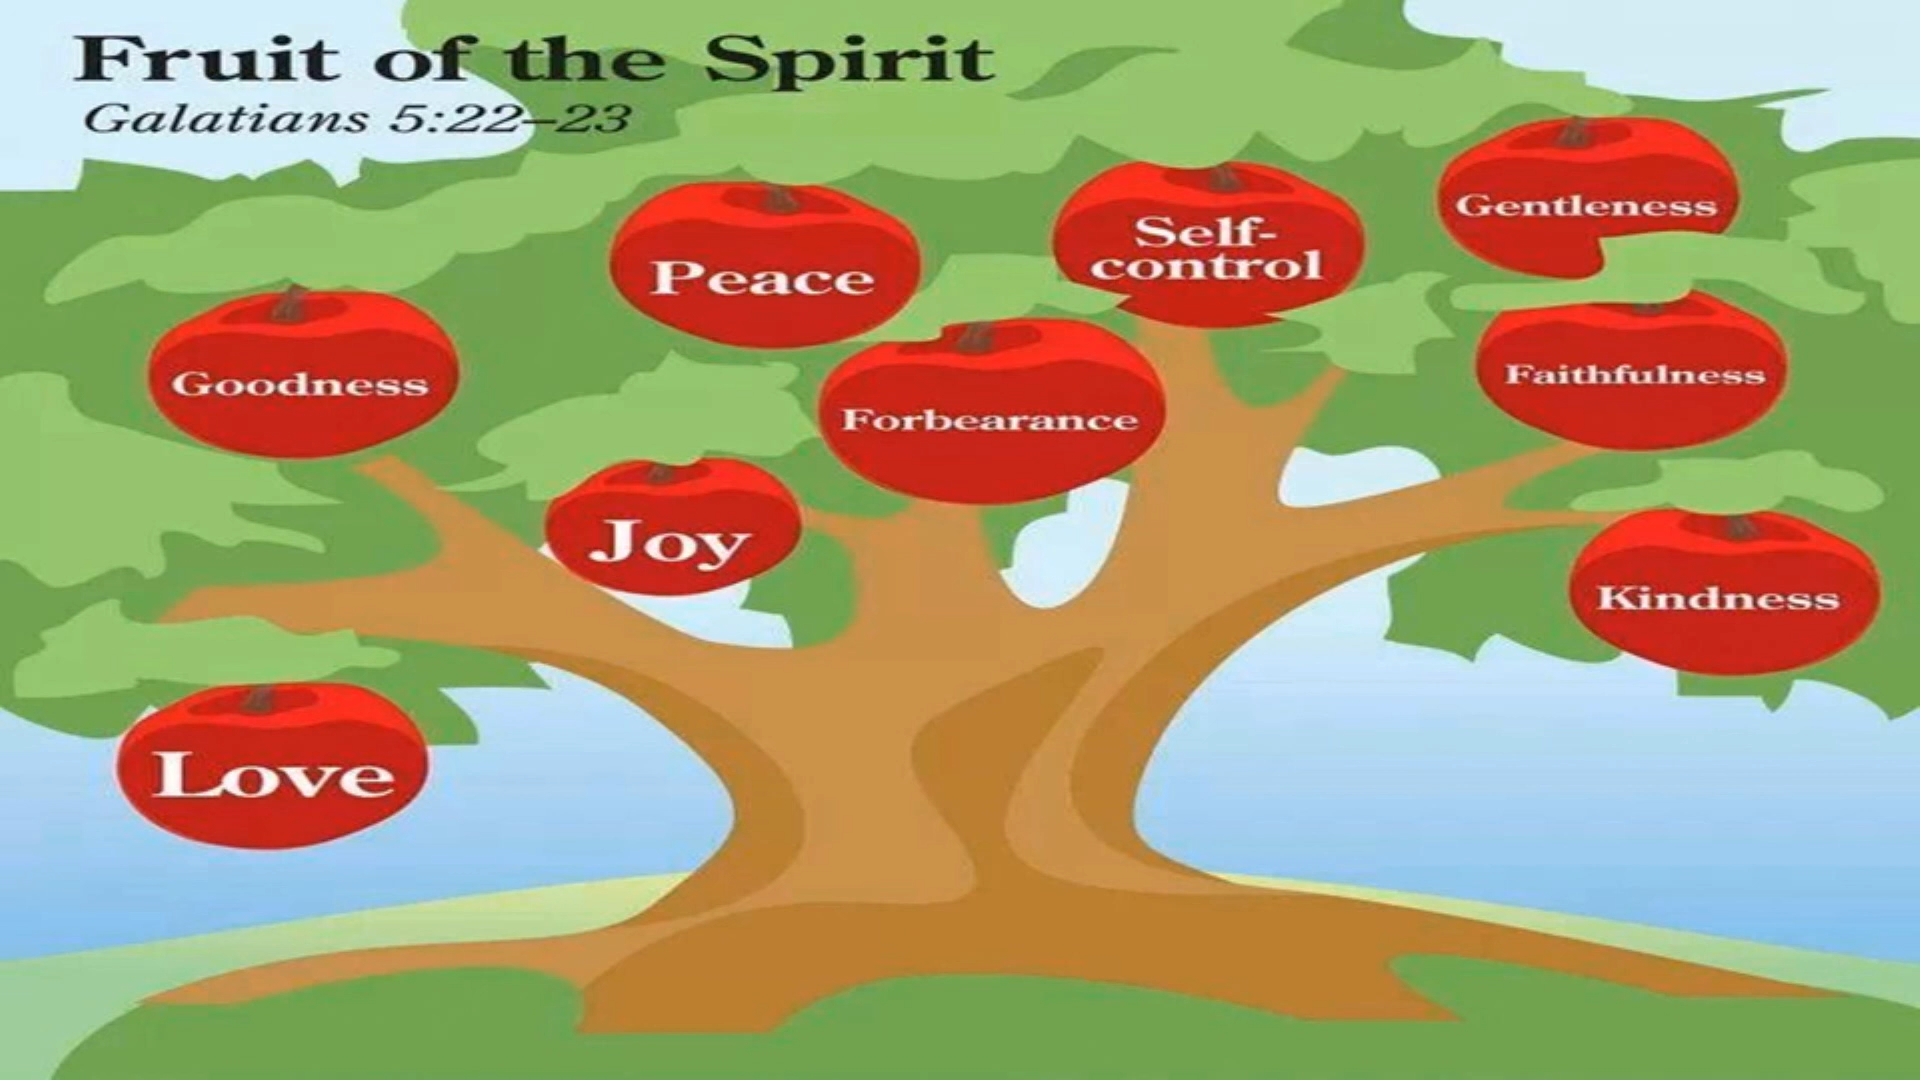 Fruit of the Spirit
Galatians 5:22–23
Gentleness
Self-
control
Peace
Goodness
Forbearance
Faithfulness
Joy
Kindness
Love